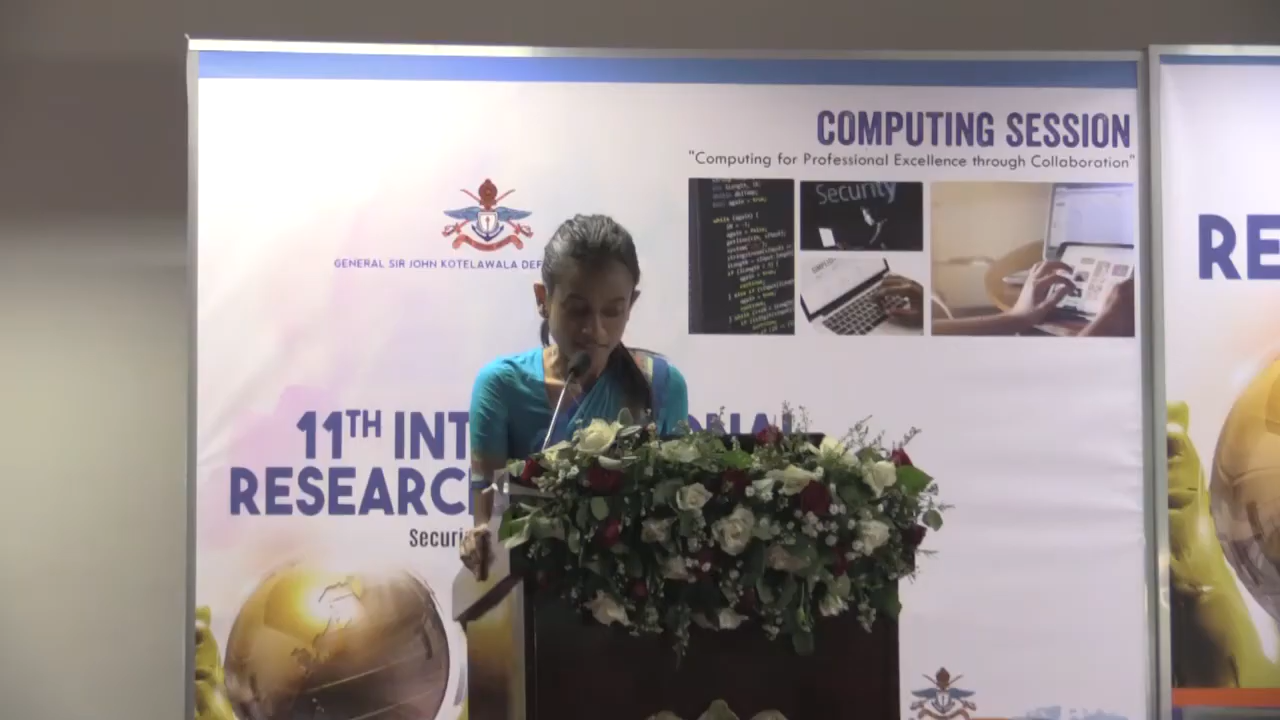 COMPUTING SESSION
"Computing for Professional Excellence through Collaboration"
Security
GENERAL SIR JOHN KOTELAWALA DEF
11TH INT ONAL
RESEARC
Securi
RE